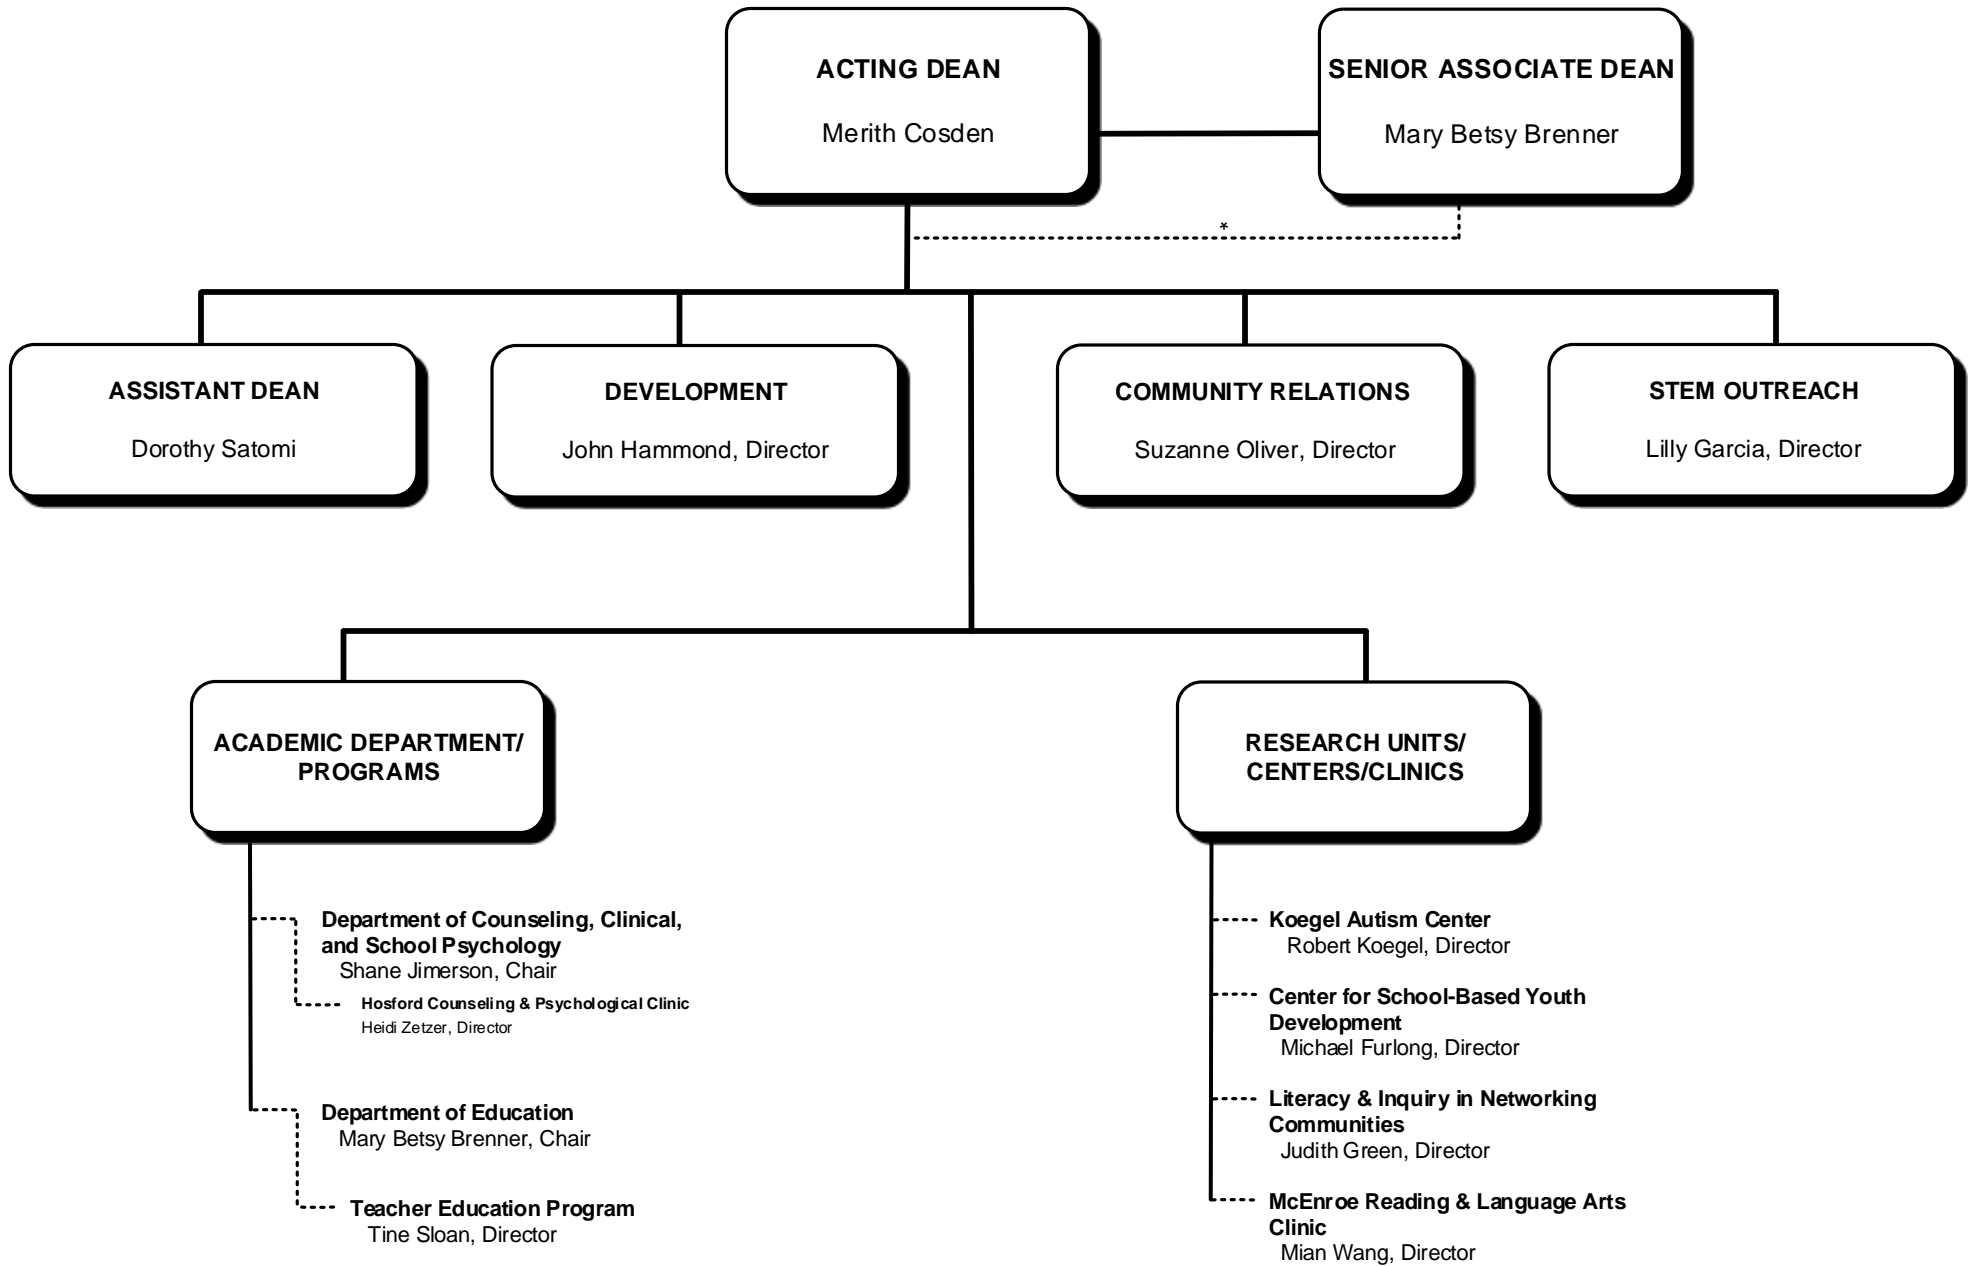 ACTING DEAN
Merith Cosden
SENIOR ASSOCIATE DEAN
Mary Betsy Brenner
*
ASSISTANT DEAN
Dorothy Satomi
DEVELOPMENT
John Hammond, Director
COMMUNITY RELATIONS
Suzanne Oliver, Director
STEM OUTREACH
Lilly Garcia, Director
ACADEMIC DEPARTMENT/
PROGRAMS
Department of Counseling, Clinical,
and School Psychology
Shane Jimerson, Chair
Hosford Counseling & Psychological Clinic
Heidi Zetzer, Director
Department of Education
Mary Betsy Brenner, Chair
Teacher Education Program
Tine Sloan, Director
RESEARCH UNITS/
CENTERS/CLINICS
Koegel Autism Center
Robert Koegel, Director
Center for School-Based Youth
Development
Michael Furlong, Director
Literacy & Inquiry in Networking
Communities
Judith Green, Director
McEnroe Reading & Language Arts
Clinic
Mian Wang, Director